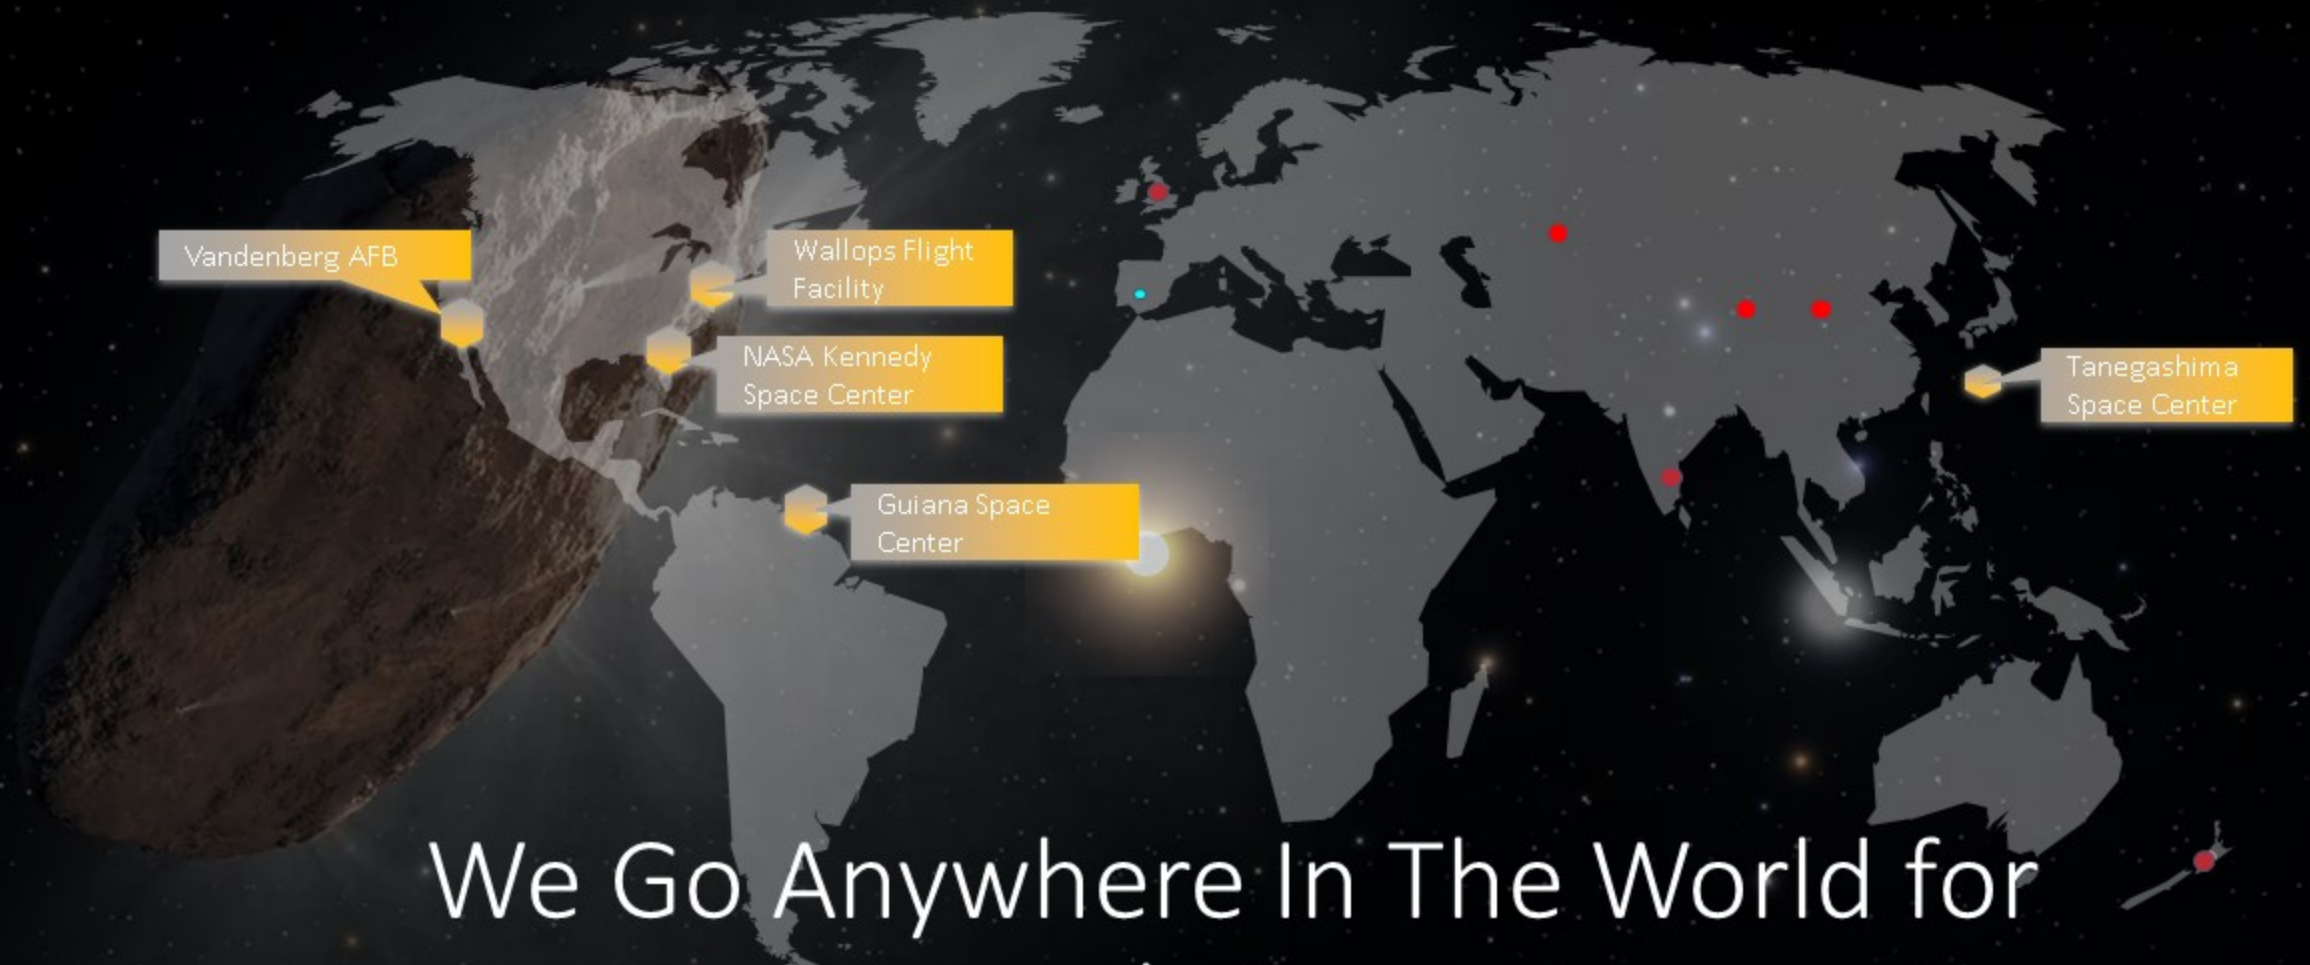 Vandenberg AFB
Wallops Flight
Facility
NASA Kennedy
Space Center
Tanegashima
Space Center
Guiana Space
Center
We Go Anywhere In The World for